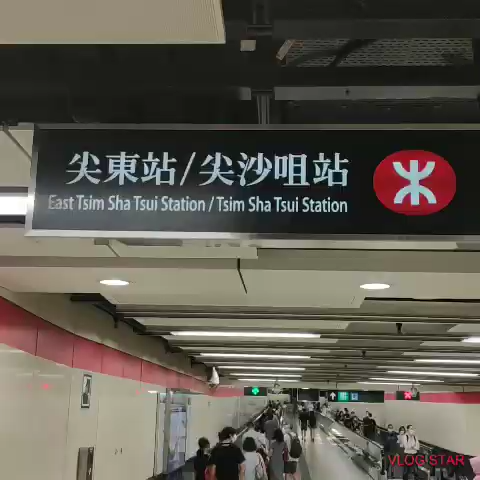 尖東站/尖沙咀站
East Tsim Sha Tsui Station / Tsim Sha Tsui Station
VLOG STAR